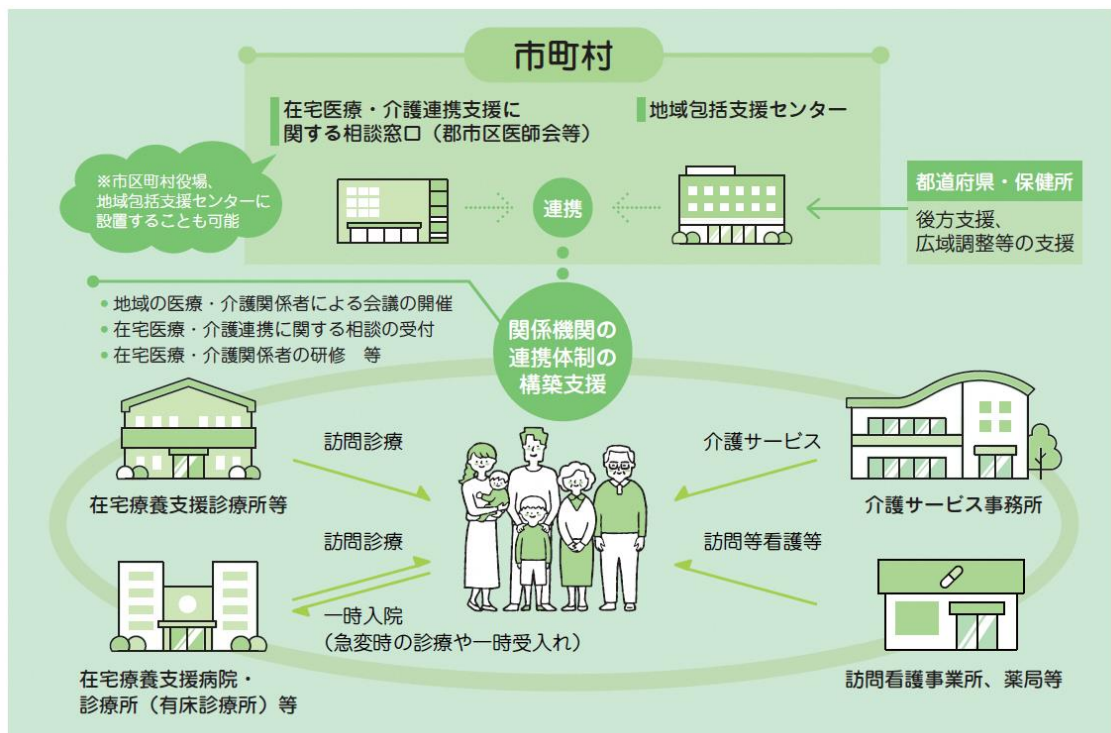 市町村
在宅医療・介護連携支援に
関する相談窓口（郡市区医師会等）
地域包括支援センター
※市区町村役場、
地域包括支援センターに
設置することも可能
連携
都道府県・保健所
後方支援、
広域調整等の支援
• 地域の医療・介護関係者による会議の開催
• 在宅医療・介護連携に関する相談の受付
• 在宅医療・介護関係者の研修　等
関係機関の
連携体制の
構築支援
訪問診療
介護サービス
在宅療養支援診療所等
介護サービス事務所
訪問診療
訪問等看護等
一時入院
（急変時の診療や一時受入れ）
在宅療養支援病院・
診療所（有床診療所）等
訪問看護事業所、薬局等